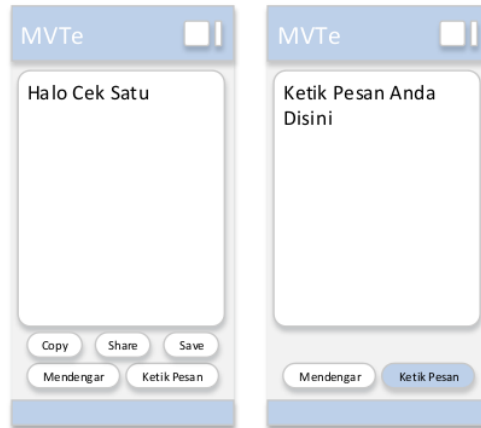 MVTe
Halo Cek Satu
Copy Share Save
Mendengar Ketik Pesan
MVTe
Ketik Pesan Anda
Disini
Mendengar Ketik Pesan